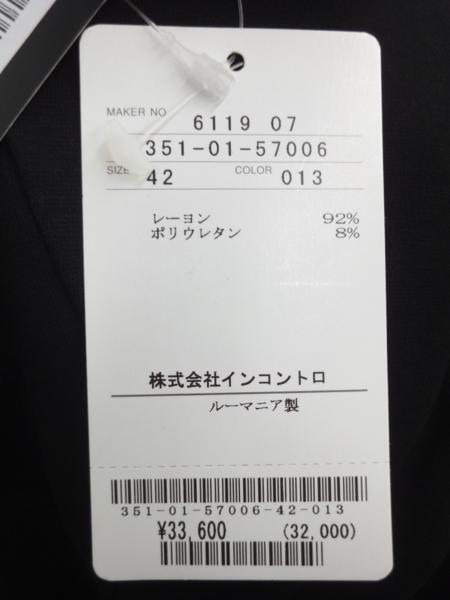 MAKER NO
6119 07
351-01-57006
SIZE 42 COLOR 013
レーヨン 92%
ポリウレタン 8%
株式会社インコントロ
ルーマニア製
351-01-57006-42-013
¥33,600 (32,000)